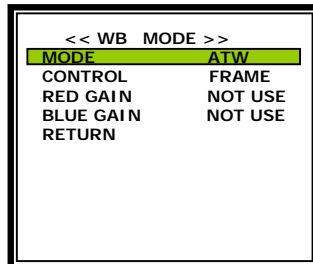 << WB MODE >>
MODE ATW
CONTROL FRAME
RED GAIN NOT USE
BLUE GAIN NOT USE
RETURN